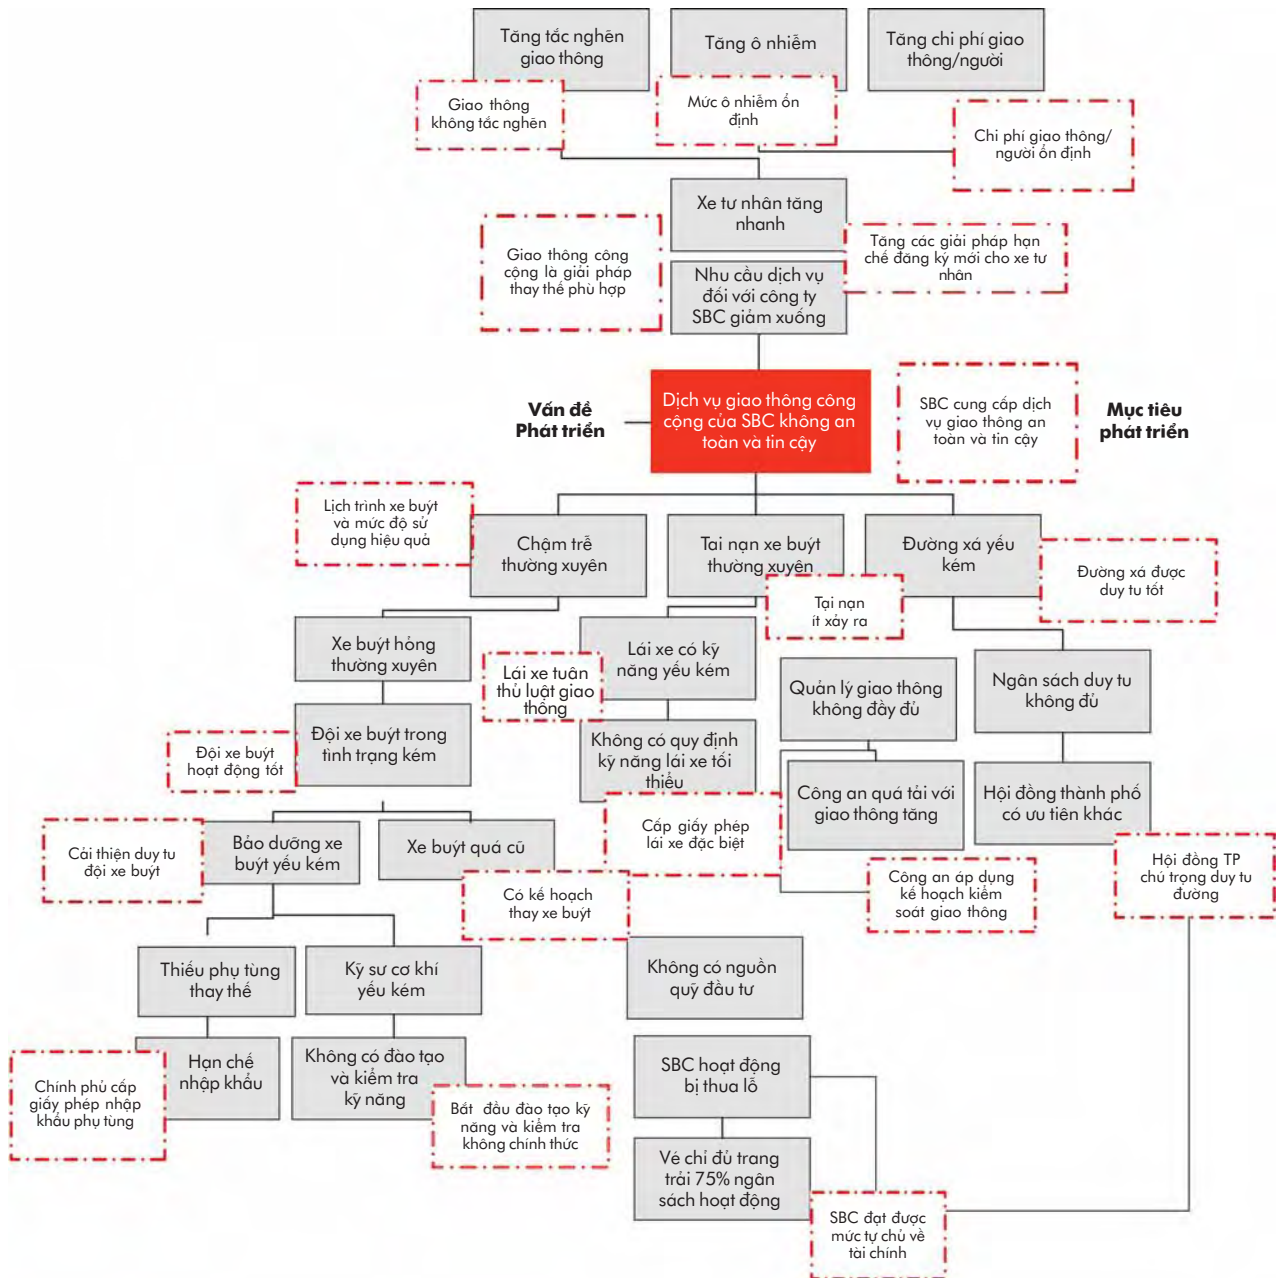 Tăng tắc nghẽn
giao thông
Tăng ô nhiễm
Tăng chi phí giao
thông/người
Giao thông
không tắc nghẽn
Mức ô nhiễm ổn
định
Chi phí giao thông/
người ổn định
Xe tư nhân tăng
nhanh
Giao thông công
cộng là giải pháp
thay thế phù hợp
Tăng các giải pháp hạn
chế đăng ký mới cho xe tư
nhân
Nhu cầu dịch vụ
đối với công ty
SBC giảm xuống
Vấn đề
Phát triển
Dịch vụ giao thông công
cộng của SBC không an
toàn và tin cậy
SBC cung cấp dịch
vụ giao thông an
toàn và tin cậy
Mục tiêu
phát triển
Lịch trình xe buýt
và mức độ sử
dụng hiệu quả
Chậm trễ
thường xuyên
Tai nạn xe buýt
thường xuyên
Đường xá yếu
kém
Đường xá được
duy tu tốt
Tại nạn
ít xảy ra
Xe buýt hỏng
thường xuyên
Lái xe có kỹ
năng yếu kém
Lái xe tuân
thủ luật giao
thống
Quản lý giao thông
không đầy đủ
Ngân sách duy tu
không đủ
Đội xe buýt
hoạt động tốt
Đội xe buýt trong
tình trạng kém
Không có quy định
kỹ năng lái xe tối
thiểu
Công an quá tải với
giao thông tăng
Hội đồng thành phố
có ưu tiên khác
Cải thiện duy tu
đội xe buýt
Bảo dưỡng xe
buýt yếu kém
Xe buýt quá cũ
Cấp giấy phép
lái xe đặc biệt
Có kế hoạch
thay xe buýt
Công an áp dụng
kế hoạch kiểm
soát giao thông
Hội đồng TP
chú trọng duy tu
đường
Thiếu phụ tùng
thay thế
Kỹ sư cơ khí
yếu kém
Không có nguồn
quỹ đầu tư
Chính phủ cấp
giấy phép nhập
khẩu phụ tùng
Hạn chế
nhập khẩu
Không có đào tạo
và kiểm tra
kỹ năng
Bắt đầu đào tạo kỹ
năng và kiểm tra
không chính thức
SBC hoạt động
bị thua lỗ
Vé chỉ đủ trang
trải 75% ngân
sách hoạt động
SBC đạt được
mức tự chủ về
tài chính